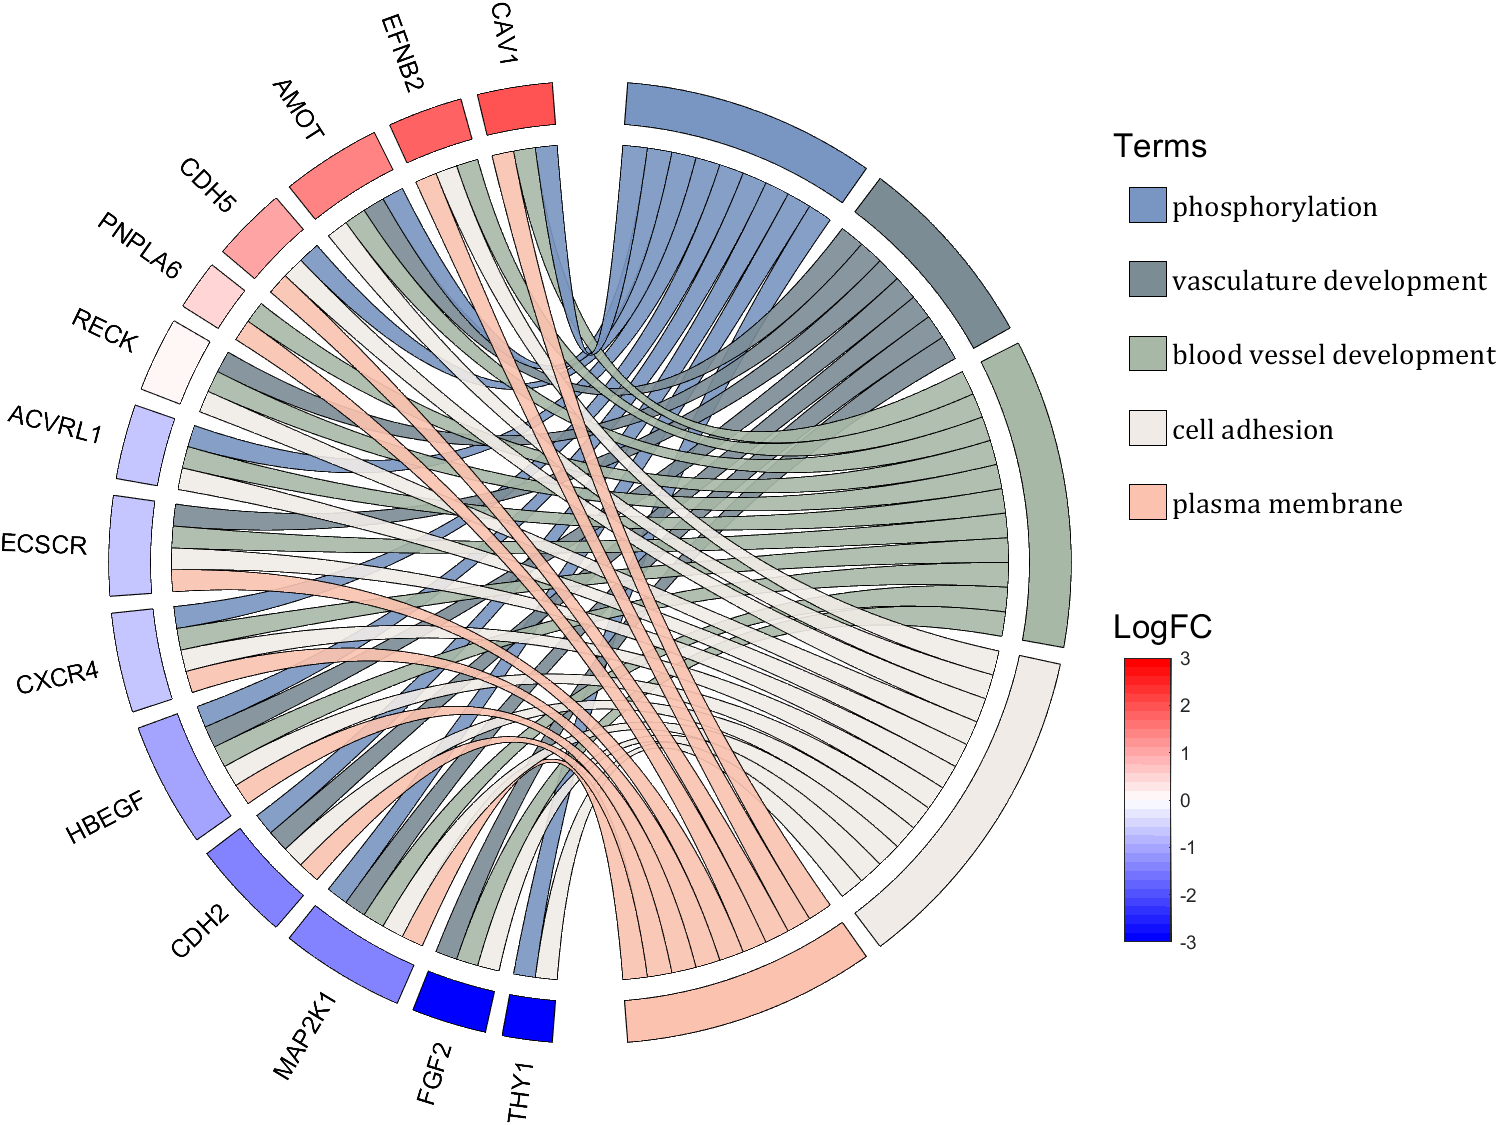 CAV1
EFNB2
AMOT
CDH5
PNPLA6
RECK
ACVRL1
ECSCR
CXCR4
HBEGF
CDH2
MAP2K1
FGF2
THY1
Terms
phosphorylation
vasculature development
blood vessel development
cell adhesion
plasma membrane
LogFC
3
2
1
0
-1
-2
-3